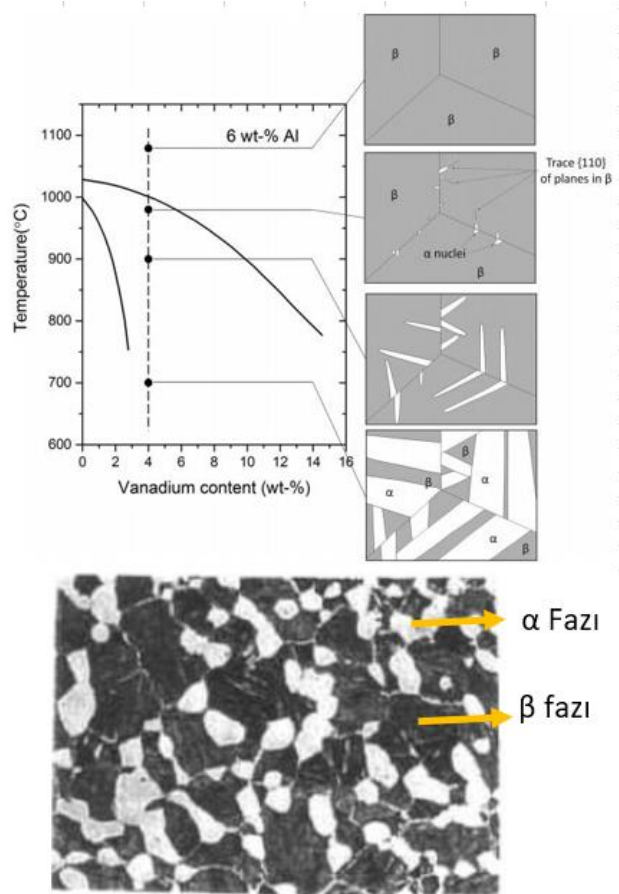 β
β
β
1100
6 wt-% Al
β
Trace {110}
of planes in β
1000
α nuclei
β
900
Temperature(°C)
800
700
600
β
α
β
α
α
β
0
2
4
6
8
10
12
14
16
Vanadium content (wt-%)
α Fazı
β fazı